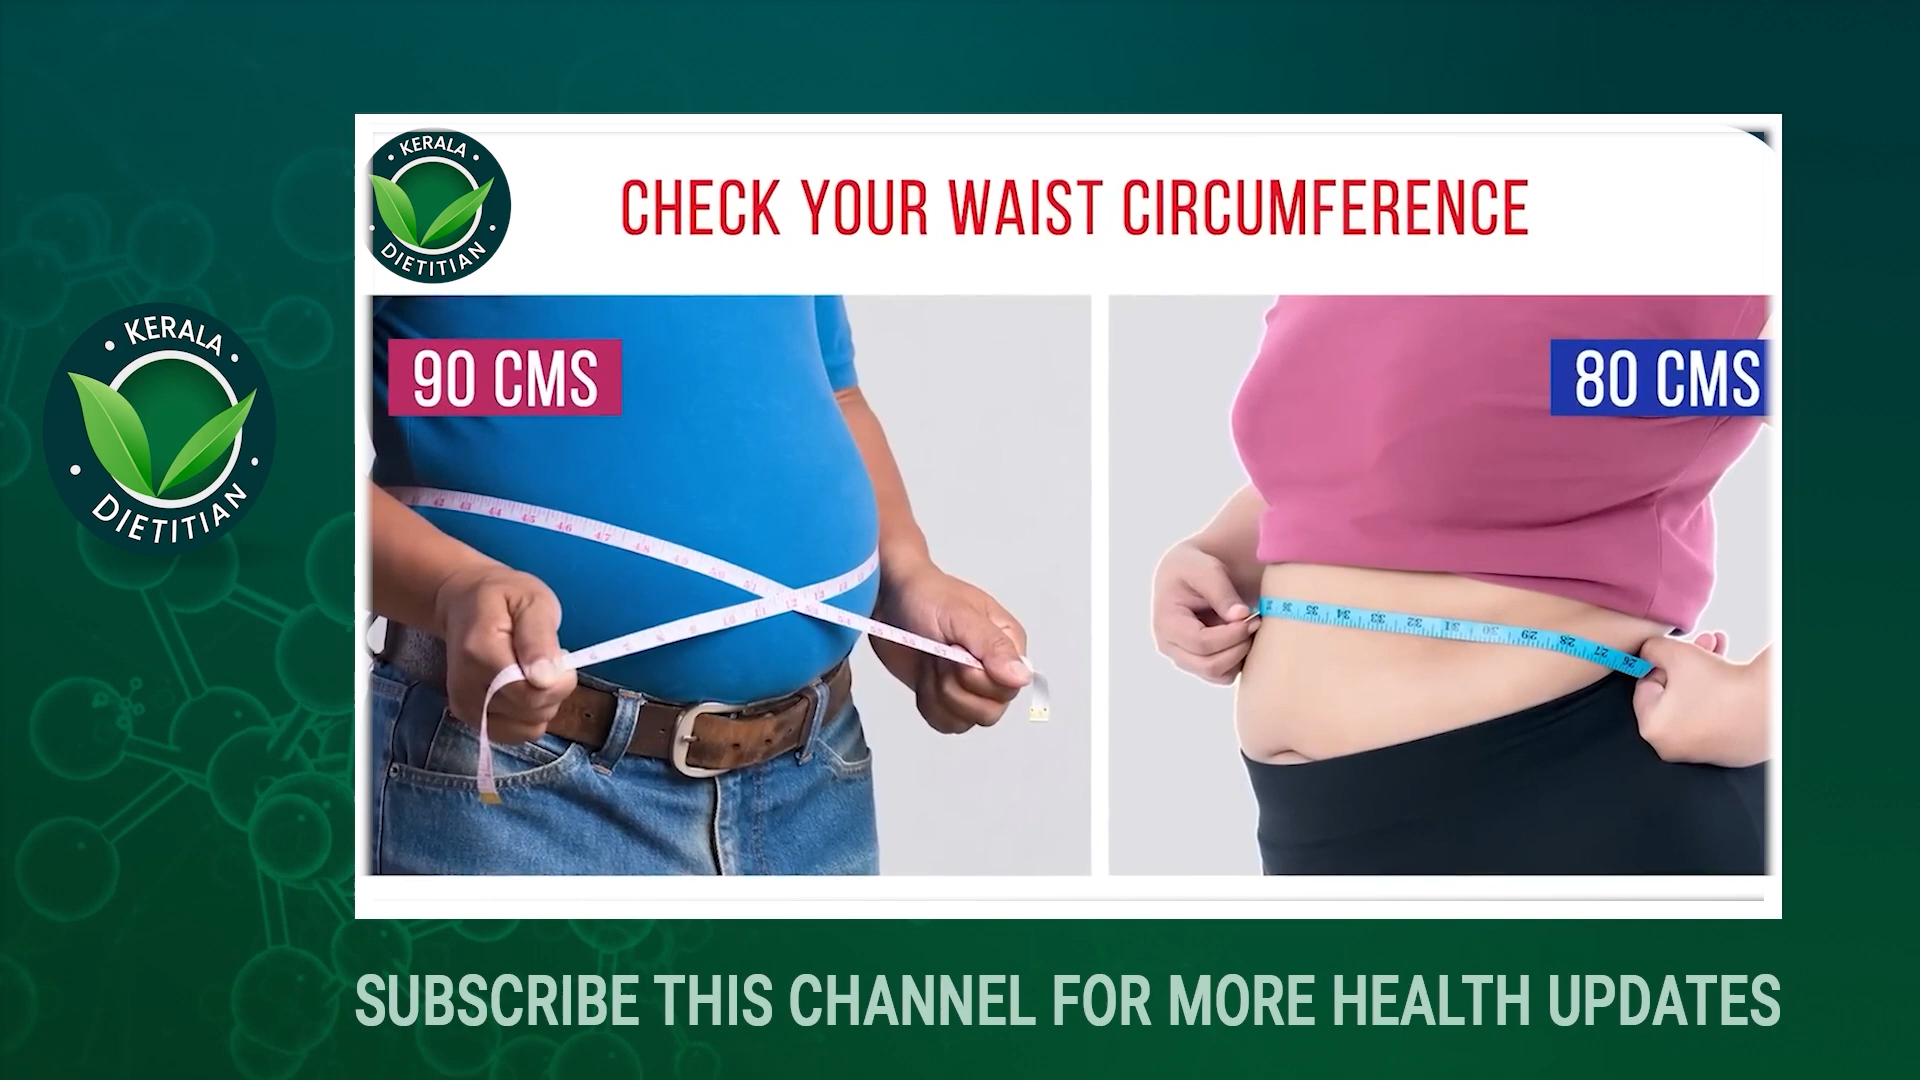 KERALA
DIETITIAN
CHECK YOUR WAIST CIRCUMFERENCE
90 CMS
80 CMS
KERALA
DIETITIAN
SUBSCRIBE THIS CHANNEL FOR MORE HEALTH UPDATES